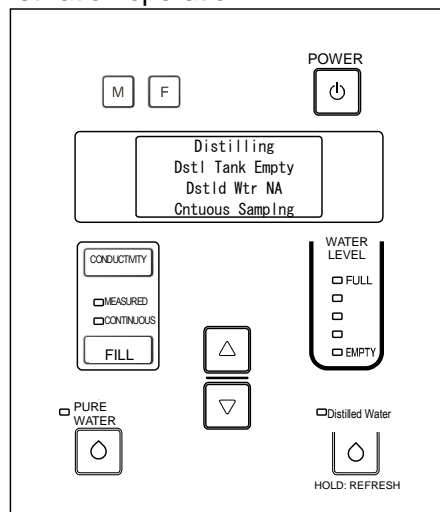 POWER
M F
Distilling
Dstl Tank Empty
Dstld Wtr NA
Cntuous Samplng
CONDUCTIVITY
MEASURED
CONTINUOUS
FILL
WATER
LEVEL
FULL
EMPTY
PURE
WATER
Distilled Water
HOLD: REFRESH